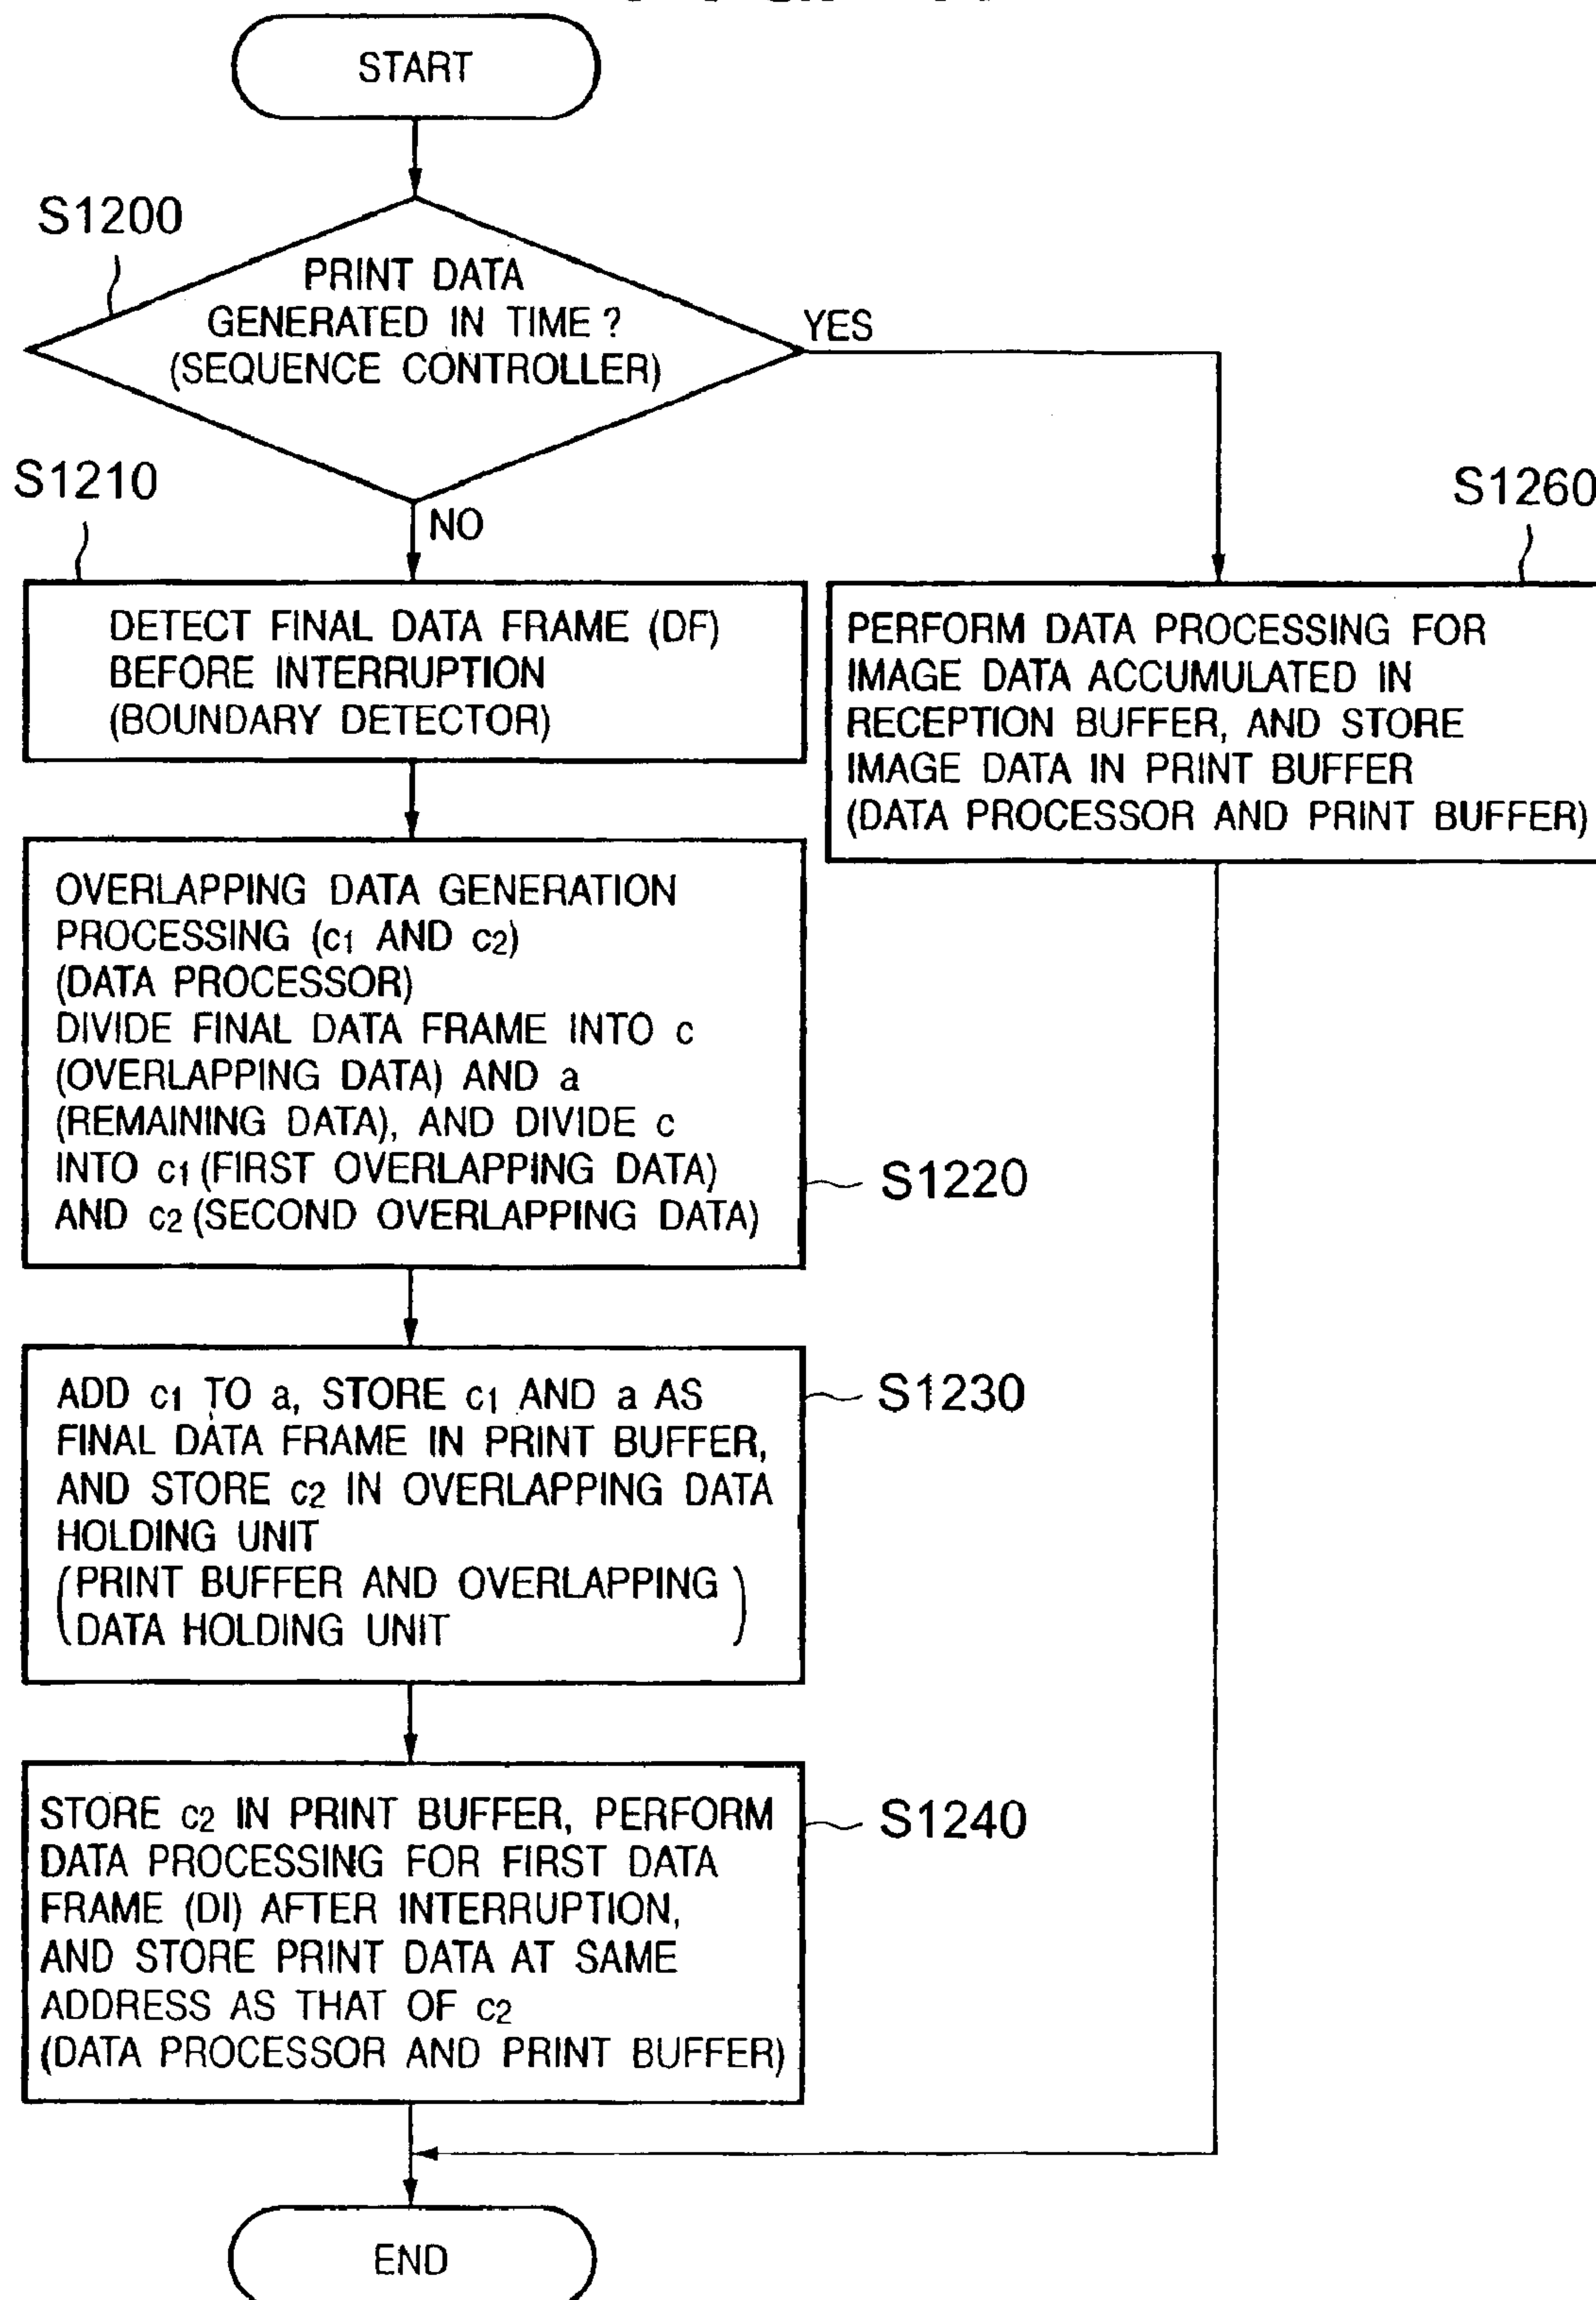 START
S1200
PRINT DATA
GENERATED IN TIME ?
(SEQUENCE CONTROLLER)
YES
NO
S1210
DETECT FINAL DATA FRAME (DF)
BEFORE INTERRUPTION
(BOUNDARY DETECTOR)
S1260
PERFORM DATA PROCESSING FOR
IMAGE DATA ACCUMULATED IN
RECEPTION BUFFER, AND STORE
IMAGE DATA IN PRINT BUFFER
(DATA PROCESSOR AND PRINT BUFFER)
OVERLAPPING DATA GENERATION
PROCESSING (c1 AND c2)
(DATA PROCESSOR)
DIVIDE FINAL DATA FRAME INTO c
(OVERLAPPING DATA) AND a
(REMAINING DATA), AND DIVIDE c
INTO c1 (FIRST OVERLAPPING DATA)
AND c2 (SECOND OVERLAPPING DATA)
S1220
ADD c1 TO a, STORE c1 AND a AS
FINAL DATA FRAME IN PRINT BUFFER,
AND STORE c2 IN OVERLAPPING DATA
HOLDING UNIT
(PRINT BUFFER AND OVERLAPPING
DATA HOLDING UNIT)
S1230
STORE c2 IN PRINT BUFFER, PERFORM
DATA PROCESSING FOR FIRST DATA
FRAME (DI) AFTER INTERRUPTION,
AND STORE PRINT DATA AT SAME
ADDRESS AS THAT OF c2
(DATA PROCESSOR AND PRINT BUFFER)
S1240
END